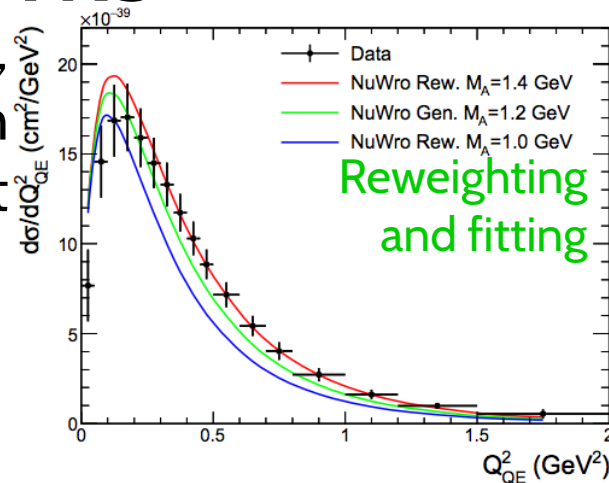 ×10⁻³⁹
dσ/dQ²QE (cm²/GeV²)
20
15
10
5
0
Data
NuWro Rew. MA=1.4 GeV
NuWro Gen. MA=1.2 GeV
NuWro Rew. MA=1.0 GeV
Reweighting
and fitting
0 0.5 1 1.5 2
Q²QE (GeV²)